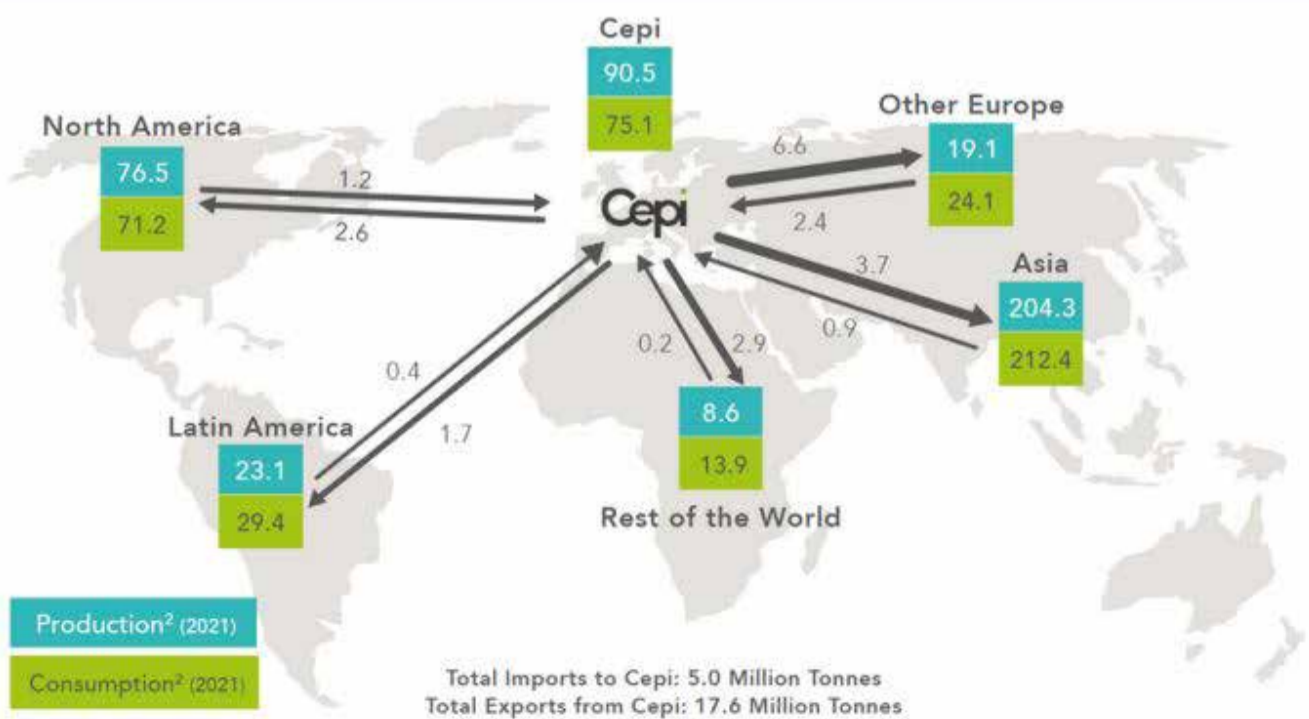 Cepi
90.5
75.1
North America
76.5
71.2
Other Europe
19.1
24.1
6.6
2.4
1.2
2.6
Cepi
3.7
0.9
Asia
204.3
212.4
0.4
1.7
0.2
2.9
Latin America
23.1
29.4
8.6
13.9
Rest of the World
Production² (2021)
Consumption² (2021)
Total Imports to Cepi: 5.0 Million Tonnes
Total Exports from Cepi: 17.6 Million Tonnes